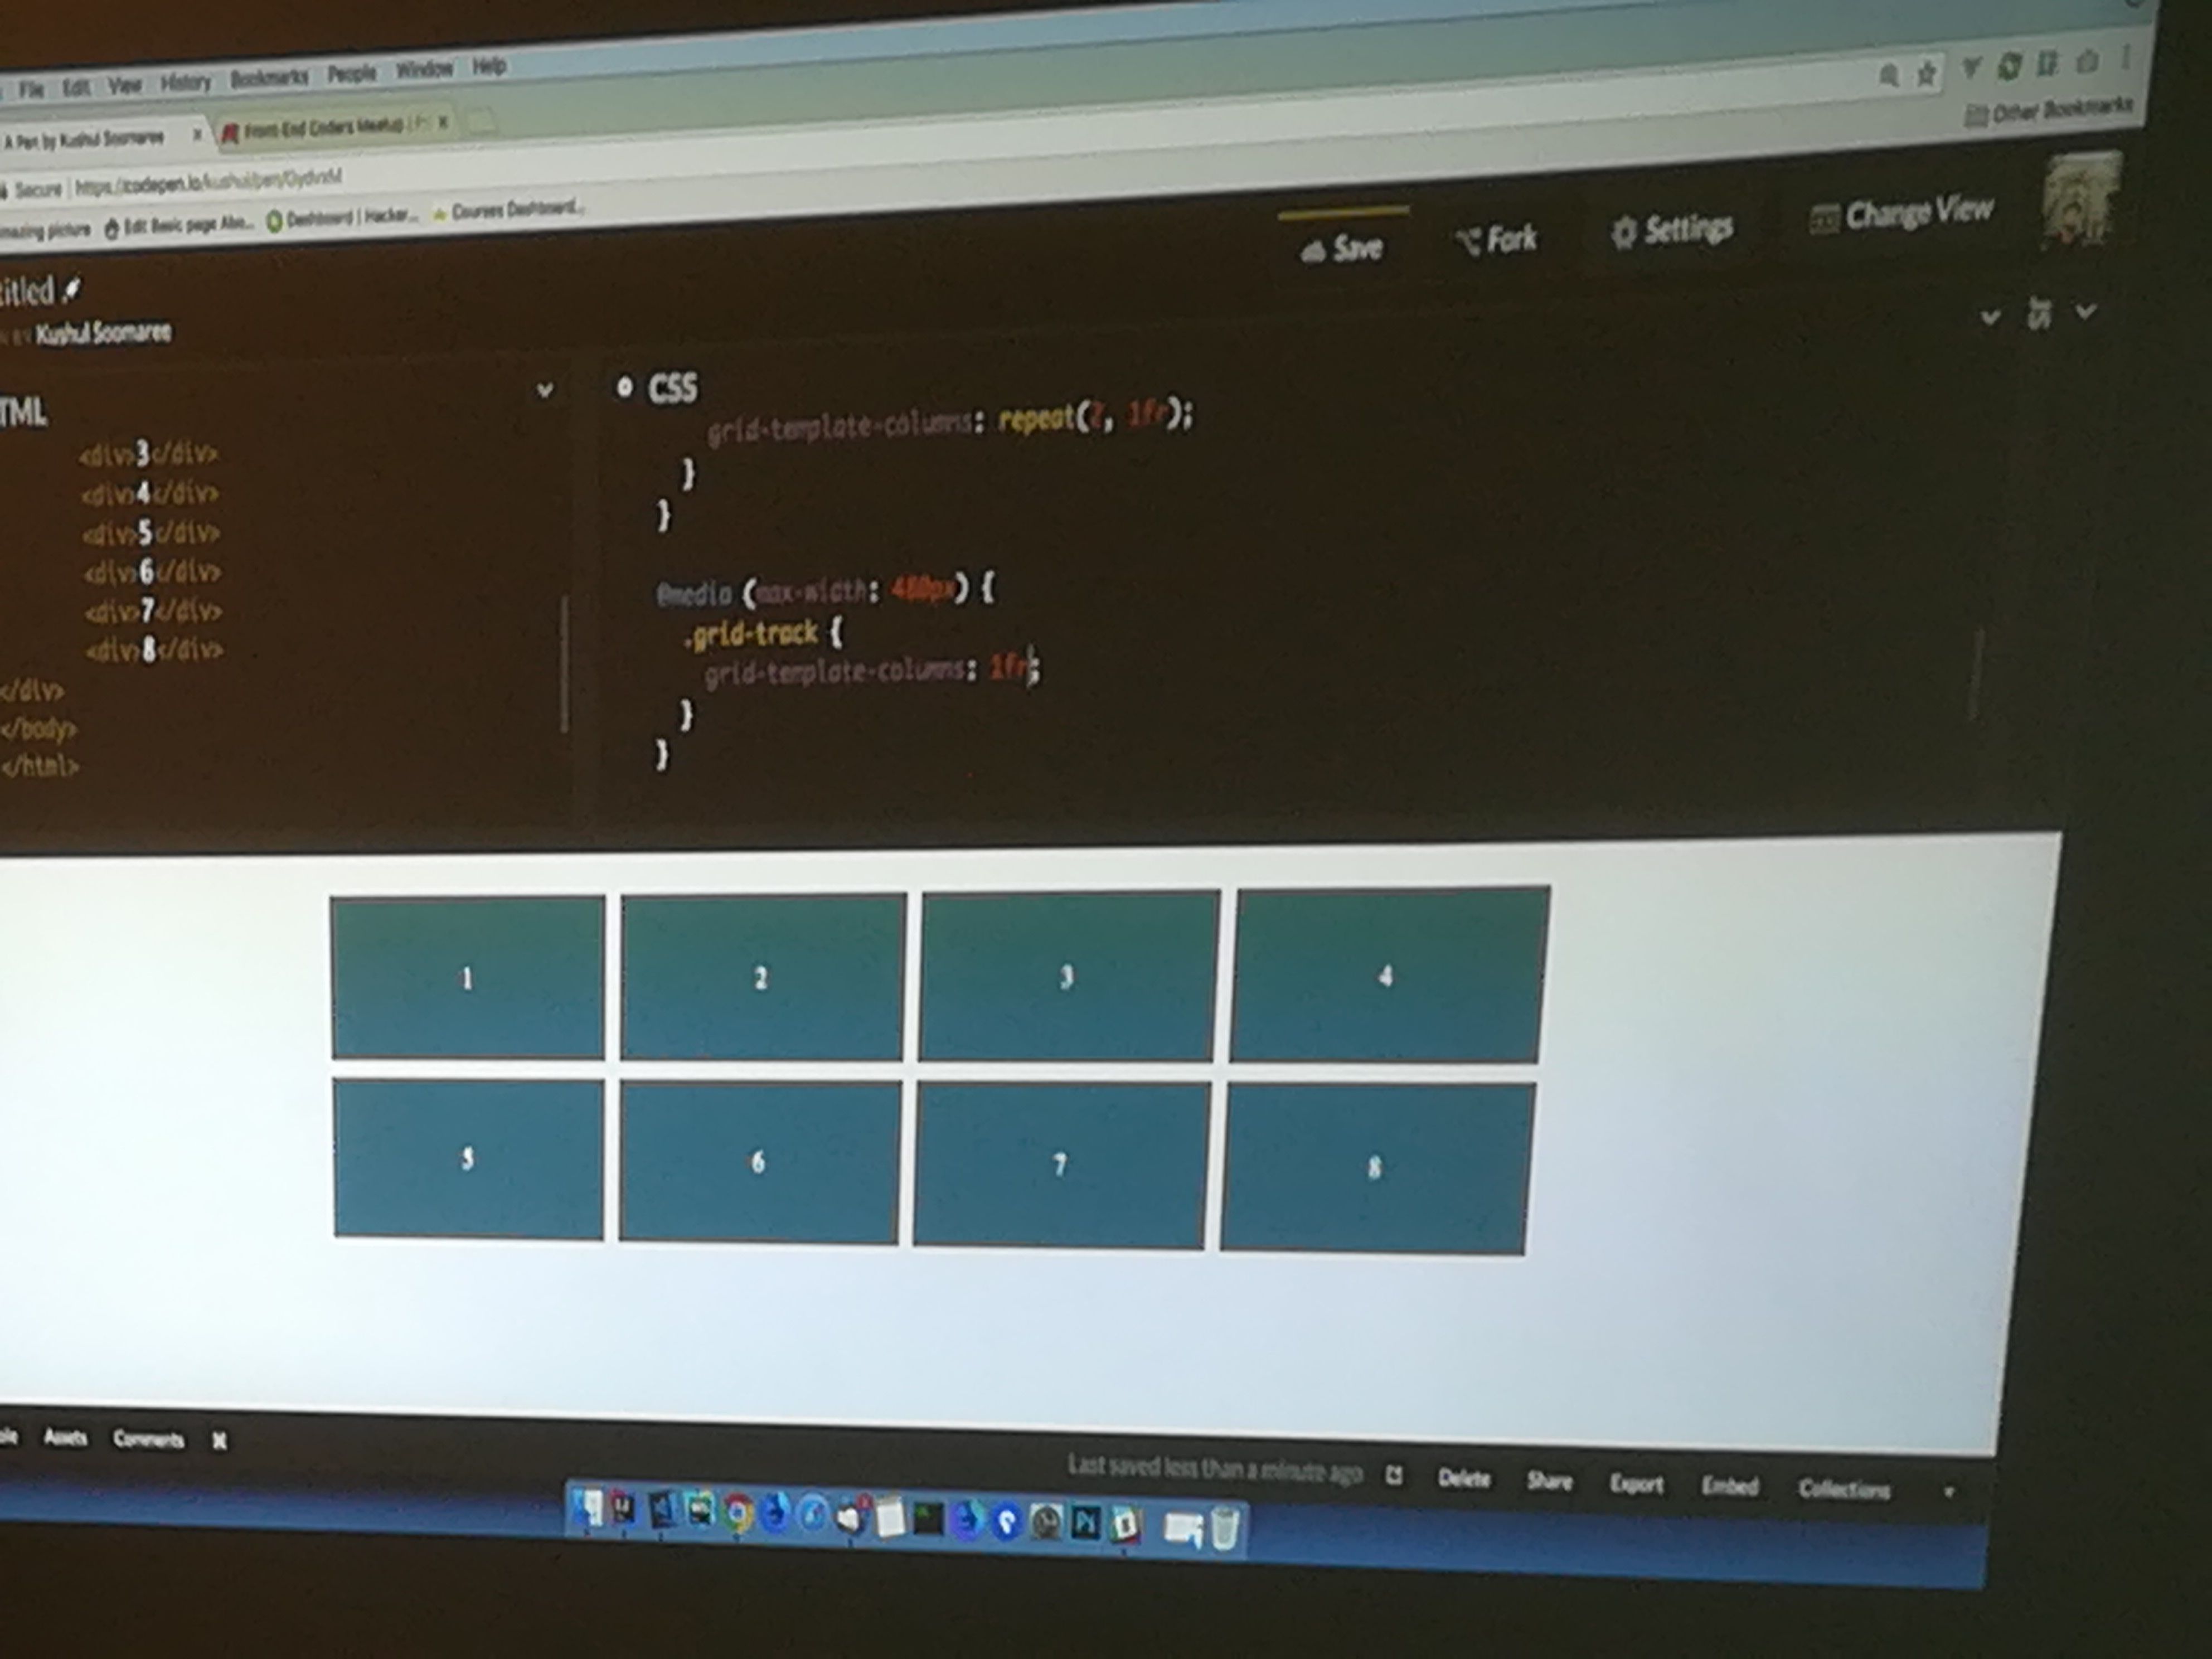 File Edit View History Bookmarks People Window Help
A Pen by Kushul Soomaree × Front-End Coders Meetup ×
Secure https://codepen.io/kushul/pen/
mazing picture Edit Basic page Abo... Dashboard | Hacker... Courses Dashboard... Other Bookmarks
Save Fork Settings Change View
titled
BY Kushul Soomaree
TML
<div>3</div>
<div>4</div>
<div>5</div>
<div>6</div>
<div>7</div>
<div>8</div>
</div>
</body>
</html>
CSS
grid-template-columns: repeat(2, 1fr);
}
}
@media (max-width: 480px) {
.grid-track {
grid-template-columns: 1fr;
}
}
JS
1 2 3 4
5 6 7 8
ole Assets Comments
Last saved less than a minute ago Delete Share Export Embed Collections